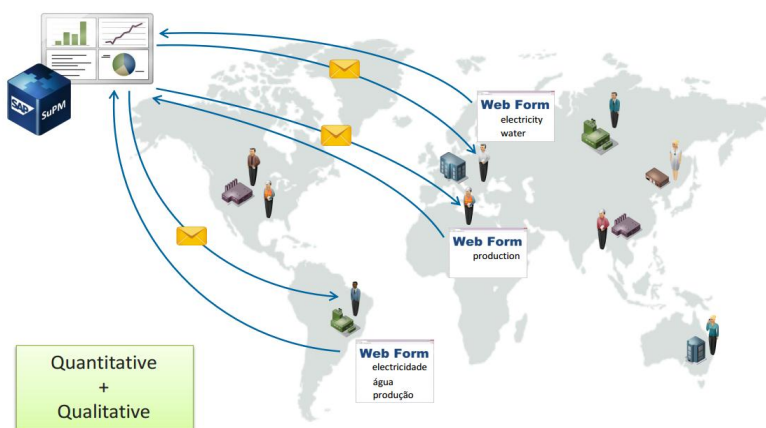 SAP
SuPM
Web Form
electricity
water
Web Form
production
Web Form
electricidade
água
produção
Quantitative
+
Qualitative